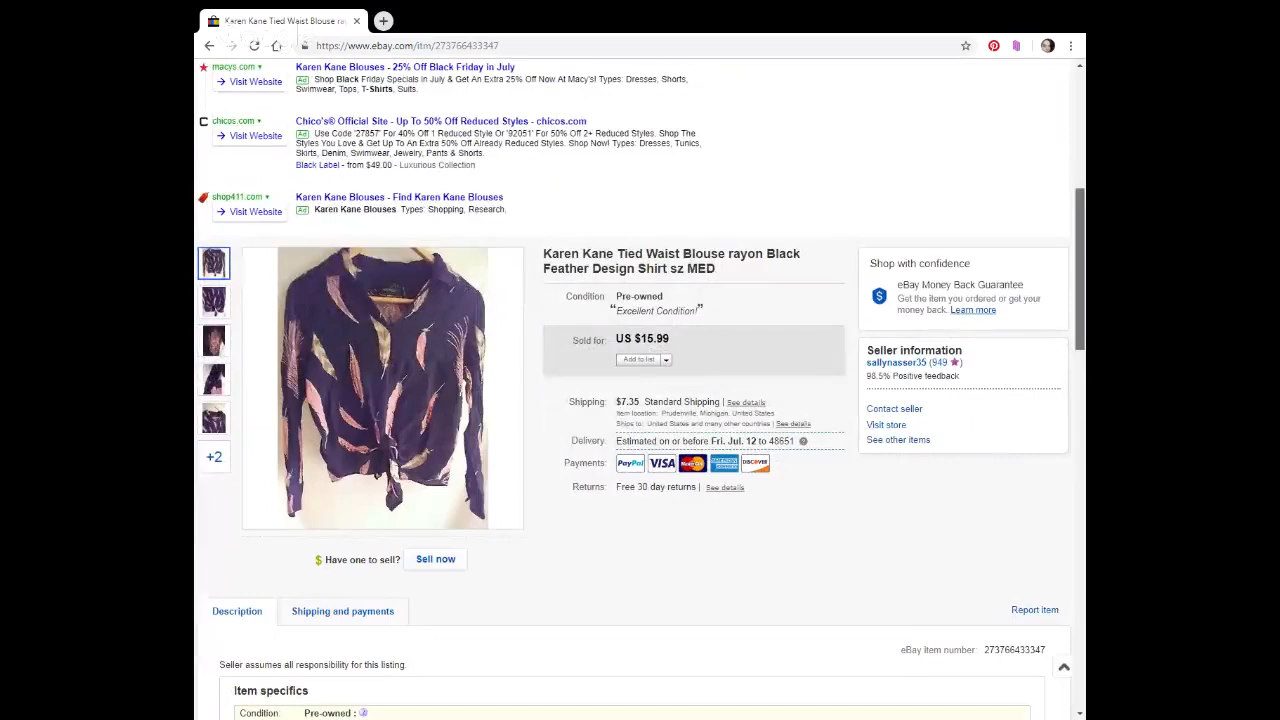 Karen Kane Tied Waist Blouse ray
https://www.ebay.com/itm/273766433347
macys.com
Visit Website
Karen Kane Blouses - 25% Off Black Friday in July
Ad Shop Black Friday Specials in July & Get An Extra 25% Off Now At Macy's! Types: Dresses, Shorts,
Swimwear, Tops, T-Shirts, Suits.
chicos.com
Visit Website
Chico's® Official Site - Up To 50% Off Reduced Styles - chicos.com
Ad Use Code '27857' For 40% Off 1 Reduced Style Or '92051' For 50% Off 2+ Reduced Styles. Shop The
Styles You Love & Get Up To An Extra 50% Off Already Reduced Styles. Shop Now! Types: Dresses, Tunics,
Skirts, Denim, Swimwear, Jewelry, Pants & Shorts.
Black Label - from $49.00 - Luxurious Collection
shop411.com
Visit Website
Karen Kane Blouses - Find Karen Kane Blouses
Ad Karen Kane Blouses Types: Shopping, Research.
+2
Karen Kane Tied Waist Blouse rayon Black
Feather Design Shirt sz MED
Condition: Pre-owned
“Excellent Condition!”
Sold for: US $15.99
Add to list
Shipping: $7.35 Standard Shipping | See details
Item location: Prudenville, Michigan, United States
Ships to: United States and many other countries | See details
Delivery: Estimated on or before Fri. Jul. 12 to 48651
Payments: PayPal VISA MasterCard AMERICAN EXPRESS DISCOVER
Returns: Free 30 day returns | See details
Shop with confidence
eBay Money Back Guarantee
Get the item you ordered or get your
money back. Learn more
Seller information
sallynasser35 (949 )
98.5% Positive feedback
Contact seller
Visit store
See other items
Have one to sell? Sell now
Description
Shipping and payments
Report item
eBay item number: 273766433347
Seller assumes all responsibility for this listing.
Item specifics
Condition: Pre-owned :